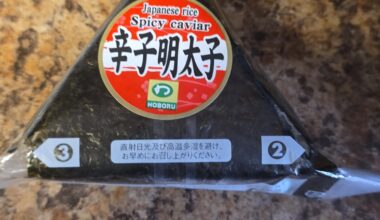 Japanese rice
Spicy caviar
辛子明太子
HOBORU
直射日光及び高温多湿を避け、
お早めにお召し上がりください。
3
2